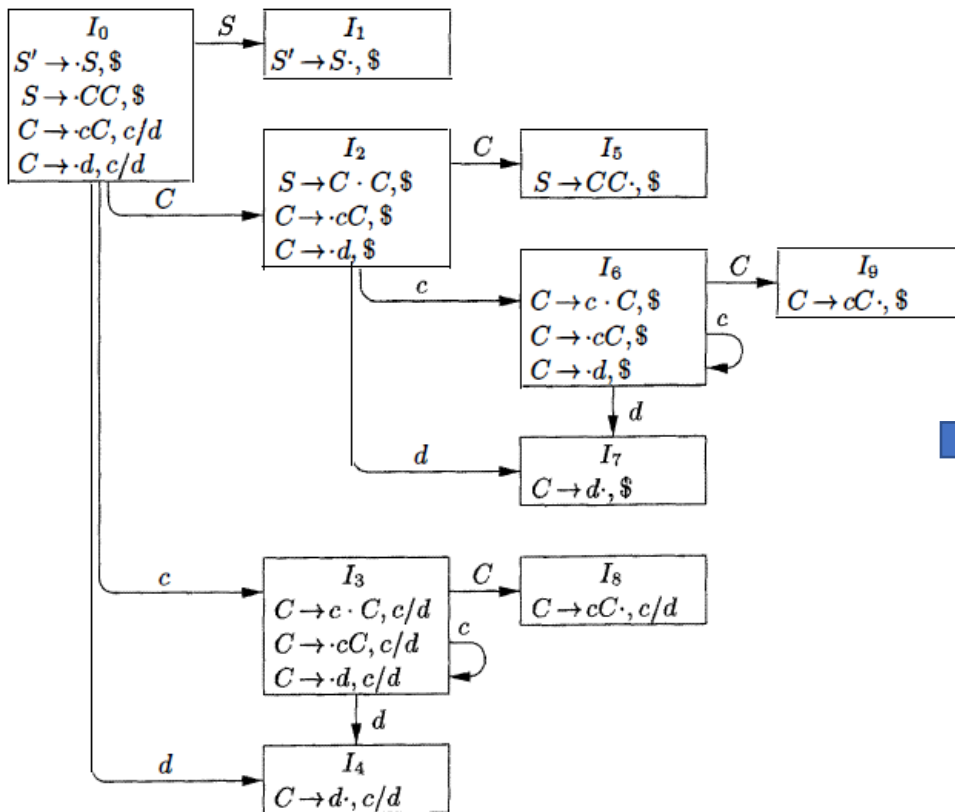 I₀
S′ → ·S, $
S → ·CC, $
C → ·cC, c/d
C → ·d, c/d
S
I₁
S′ → S·, $
C
I₂
S → C · C, $
C → ·cC, $
C → ·d, $
C
I₅
S → CC·, $
c
I₆
C → c · C, $
C → ·cC, $
C → ·d, $
C
I₉
C → cC·, $
c
d
d
I₇
C → d·, $
c
I₃
C → c · C, c/d
C → ·cC, c/d
C → ·d, c/d
C
I₈
C → cC·, c/d
c
d
d
I₄
C → d·, c/d